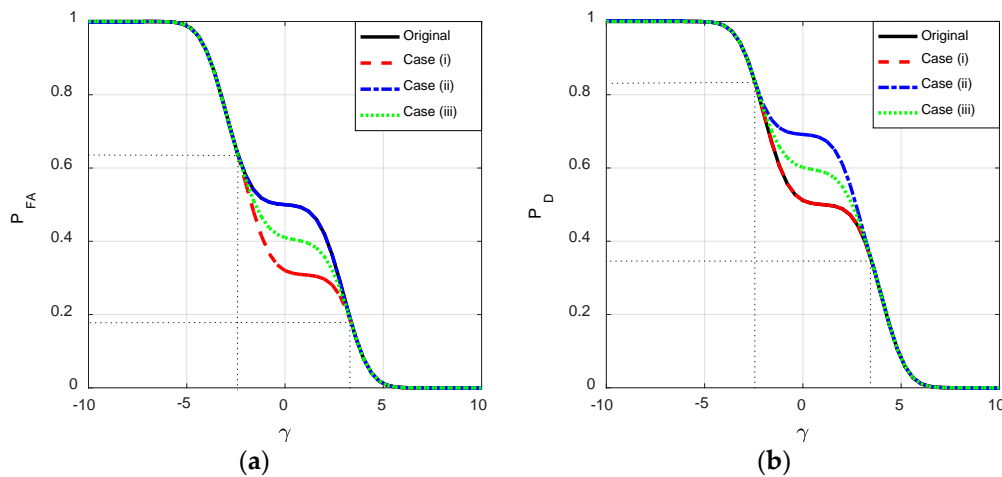 1
0.8
0.6
0.4
0.2
0
P FA
-10
-5
0
5
10
γ
Original
Case (i)
Case (ii)
Case (iii)
(a)
1
0.8
0.6
0.4
0.2
0
P D
-10
-5
0
5
10
γ
Original
Case (i)
Case (ii)
Case (iii)
(b)